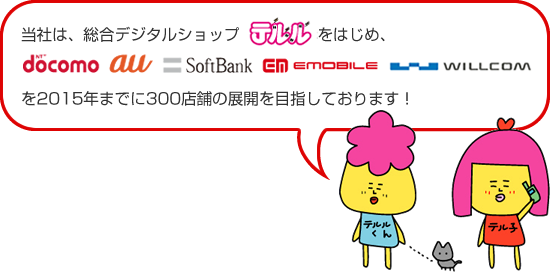 当社は、総合デジタルショップ テルル をはじめ、
NTT docomo au SoftBank EM EMOBILE WILLCOM
を2015年までに300店舗の展開を目指しております！
テルル
くん
テル子